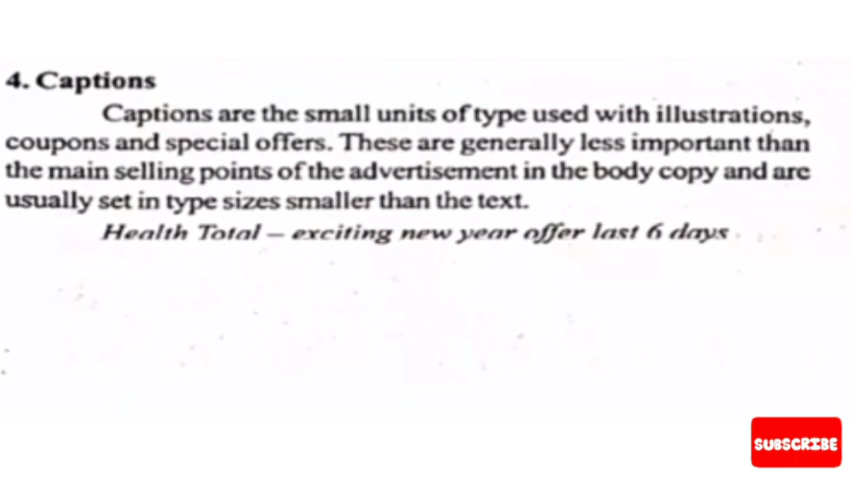 4. Captions
Captions are the small units of type used with illustrations,
coupons and special offers. These are generally less important than
the main selling points of the advertisement in the body copy and are
usually set in type sizes smaller than the text.
Health Total – exciting new year offer last 6 days
SUBSCRIBE